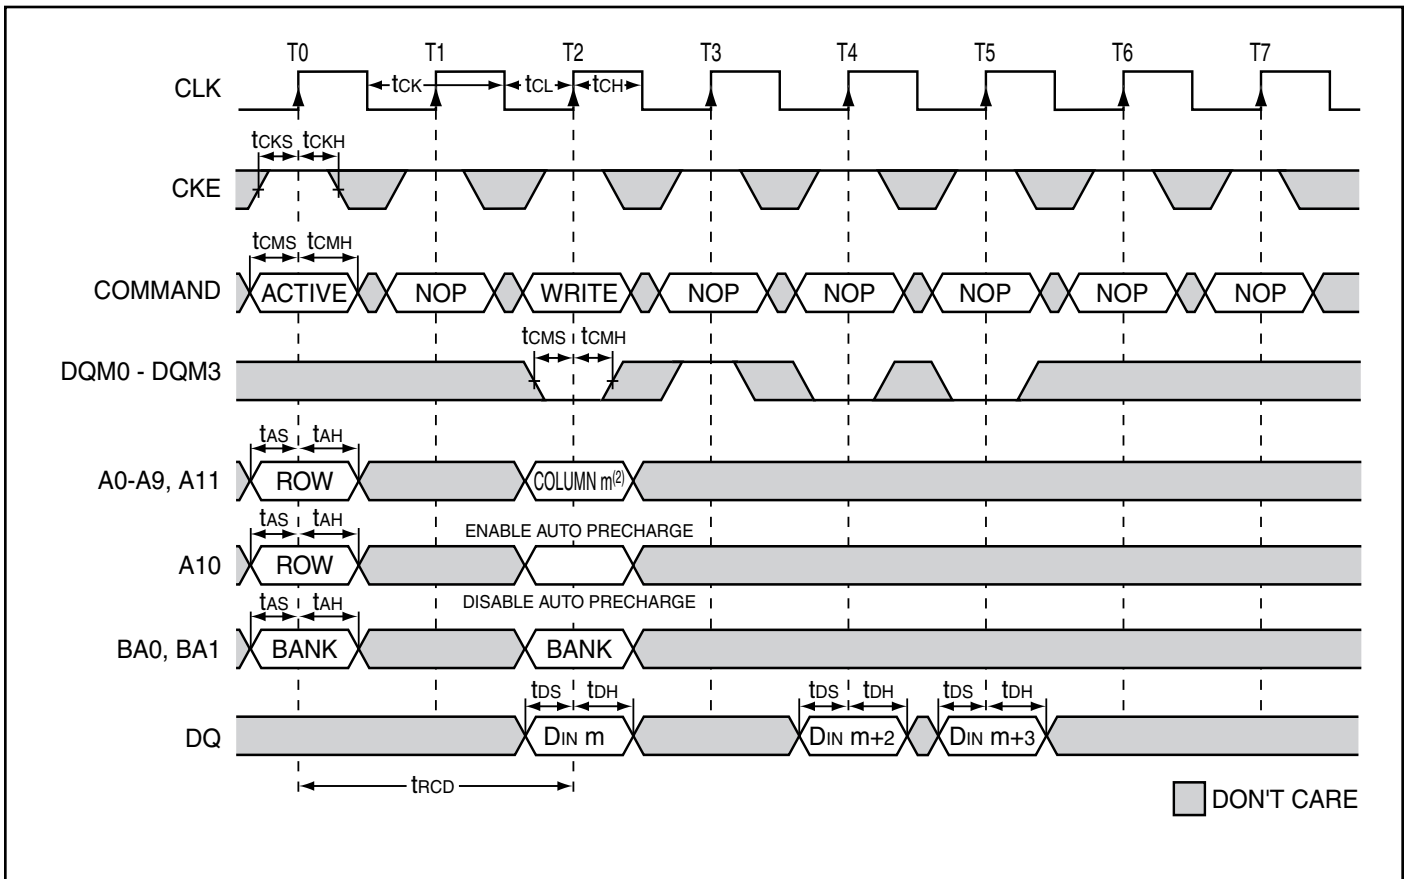 T0 T1 T2 T3 T4 T5 T6 T7
CLK tCK tCL tCH
tCKS tCKH
CKE
tCMS tCMH
COMMAND ACTIVE NOP WRITE NOP NOP NOP NOP NOP
tCMS tCMH
DQM0 - DQM3
tAS tAH
A0-A9, A11 ROW COLUMN m(2)
tAS tAH ENABLE AUTO PRECHARGE
A10 ROW
tAS tAH DISABLE AUTO PRECHARGE
BA0, BA1 BANK BANK
tDS tDH tDS tDH tDS tDH
DQ DIN m DIN m+2 DIN m+3
tRCD
DON'T CARE